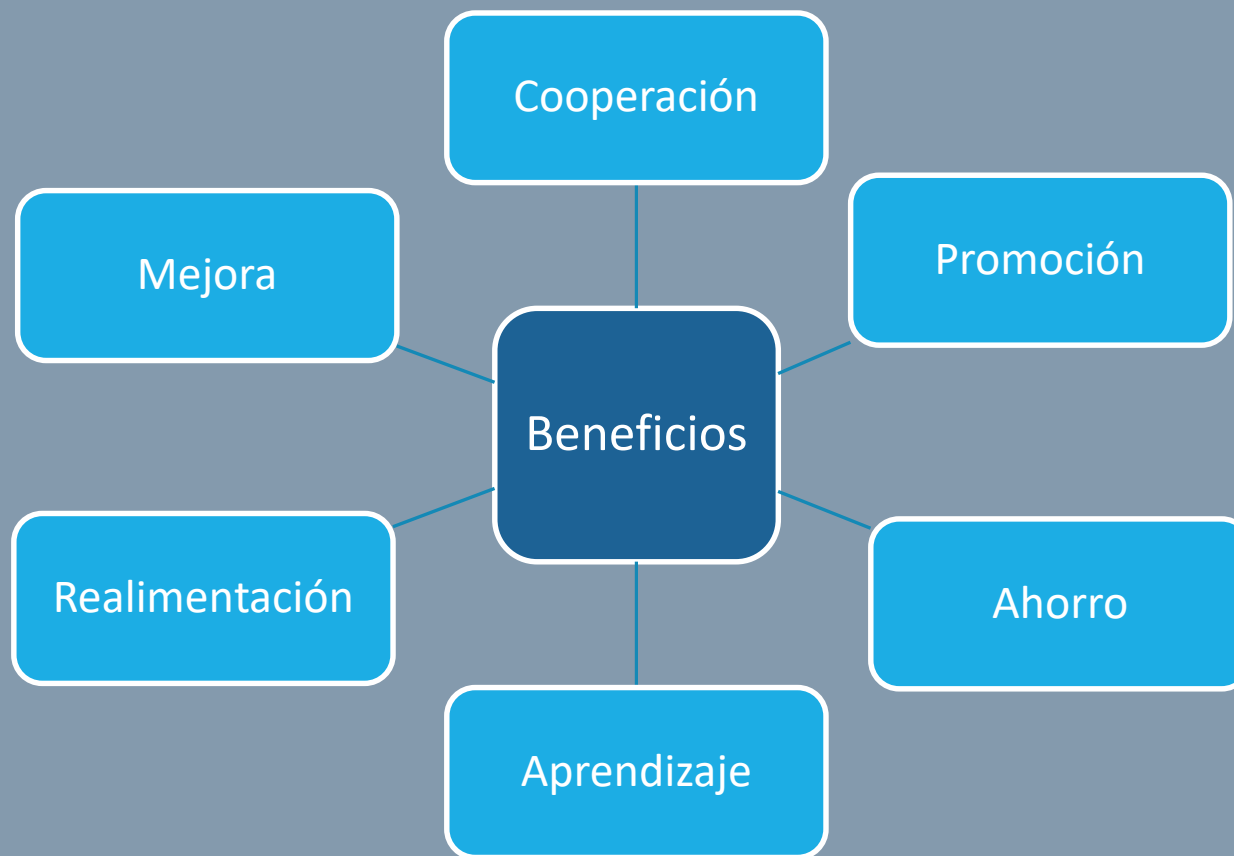 Cooperación
Promoción
Mejora
Beneficios
Realimentación
Ahorro
Aprendizaje